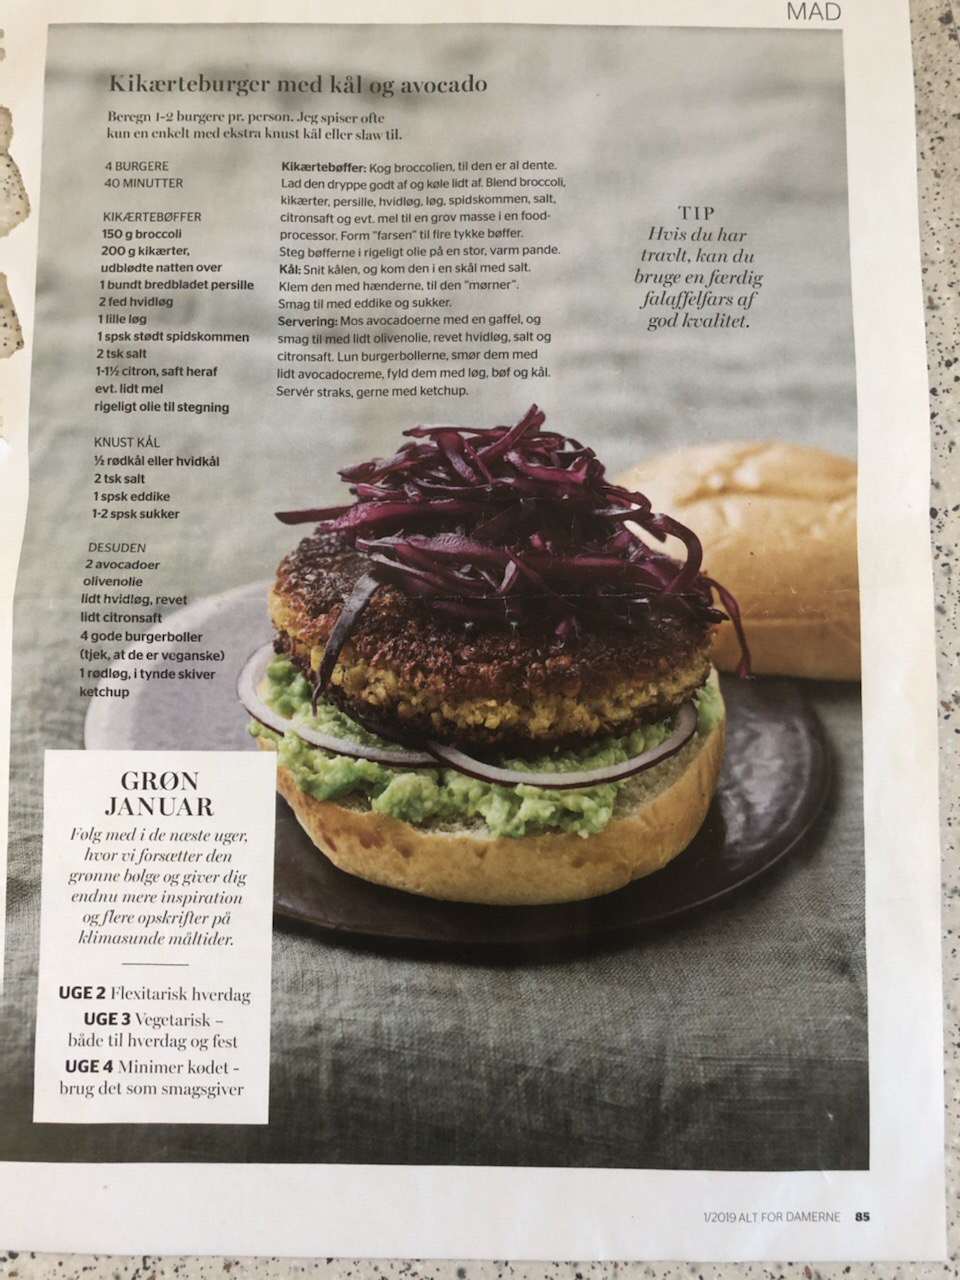 MAD
Kikærteburger med kål og avocado
Beregn 1-2 burgere pr. person. Jeg spiser ofte
kun en enkelt med ekstra knust kål eller slaw til.
4 BURGERE
40 MINUTTER
KIKÆRTEBØFFER
150 g broccoli
200 g kikærter,
udblødte natten over
1 bundt bredbladet persille
2 fed hvidløg
1 lille løg
1 spsk stødt spidskommen
2 tsk salt
1-1½ citron, saft heraf
evt. lidt mel
rigeligt olie til stegning
KNUST KÅL
½ rødkål eller hvidkål
2 tsk salt
1 spsk eddike
1-2 spsk sukker
DESUDEN
2 avocadoer
olivenolie
lidt hvidløg, revet
lidt citronsaft
4 gode burgerboller
(tjek, at de er veganske)
1 rødløg, i tynde skiver
ketchup
Kikærtebøffer: Kog broccolien, til den er al dente.
Lad den dryppe godt af og køle lidt af. Blend broccoli,
kikærter, persille, hvidløg, løg, spidskommen, salt,
citronsaft og evt. mel til en grov masse i en food-
processor. Form "farsen" til fire tykke bøffer.
Steg bøfferne i rigeligt olie på en stor, varm pande.
Kål: Snit kålen, og kom den i en skål med salt.
Klem den med hænderne, til den "mørner".
Smag til med eddike og sukker.
Servering: Mos avocadoerne med en gaffel, og
smag til med lidt olivenolie, revet hvidløg, salt og
citronsaft. Lun burgerbollerne, smør dem med
lidt avocadocreme, fyld dem med løg, bøf og kål.
Servér straks, gerne med ketchup.
TIP
Hvis du har
travlt, kan du
bruge en færdig
falaffelfars af
god kvalitet.
GRØN
JANUAR
Følg med i de næste uger,
hvor vi forsætter den
grønne bølge og giver dig
endnu mere inspiration
og flere opskrifter på
klimasunde måltider.
UGE 2 Flexitarisk hverdag
UGE 3 Vegetarisk –
både til hverdag og fest
UGE 4 Minimer kødet -
brug det som smagsgiver
1/2019 ALT FOR DAMERNE 85